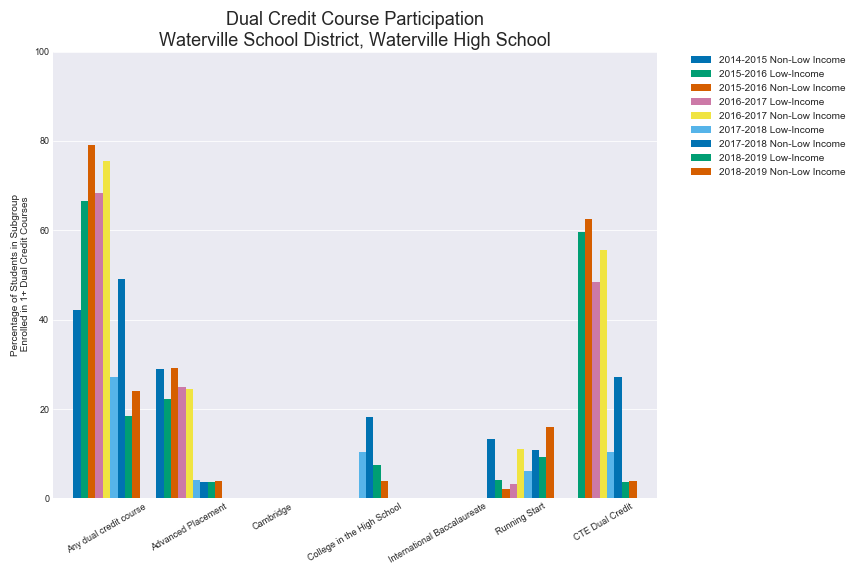 Dual Credit Course Participation
Waterville School District, Waterville High School
Percentage of Students in Subgroup
Enrolled in 1+ Dual Credit Courses
100
80
60
40
20
0
Any dual credit course
Advanced Placement
Cambridge
College in the High School
International Baccalaureate
Running Start
CTE Dual Credit
2014-2015 Non-Low Income
2015-2016 Low-Income
2015-2016 Non-Low Income
2016-2017 Low-Income
2016-2017 Non-Low Income
2017-2018 Low-Income
2017-2018 Non-Low Income
2018-2019 Low-Income
2018-2019 Non-Low Income